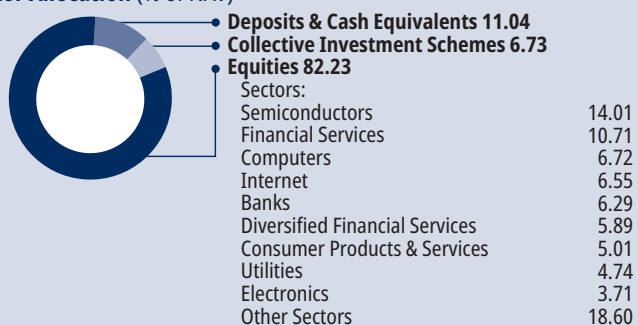 Deposits & Cash Equivalents 11.04
Collective Investment Schemes 6.73
Equities 82.23
Sectors:
Semiconductors 14.01
Financial Services 10.71
Computers 6.72
Internet 6.55
Banks 6.29
Diversified Financial Services 5.89
Consumer Products & Services 5.01
Utilities 4.74
Electronics 3.71
Other Sectors 18.60